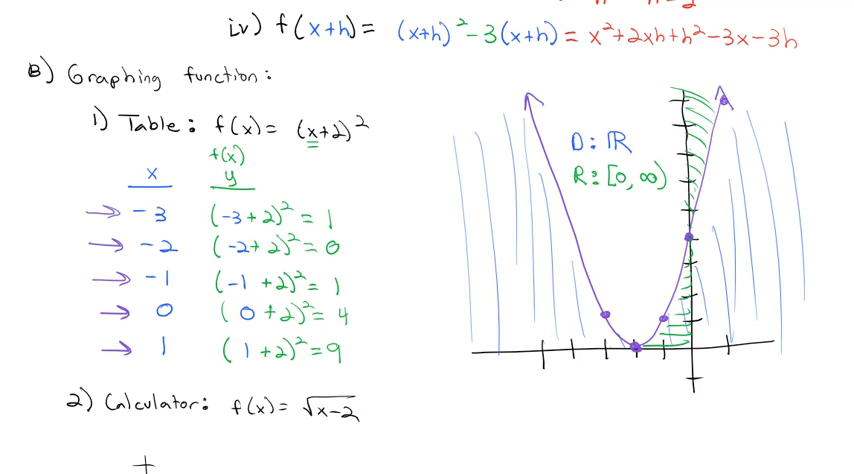 iv) f(x+h) = (x+h)² -3(x+h) = x²+2xh+h²-3x-3h
B) Graphing function:
1) Table: f(x) = (x+2)²
f(x)
x y
→ -3 (-3+2)² = 1
→ -2 (-2+2)² = 0
→ -1 (-1+2)² = 1
→ 0 (0+2)² = 4
→ 1 (1+2)² = 9
D: ℝ
R: [0, ∞)
2) Calculator: f(x) = √x-2